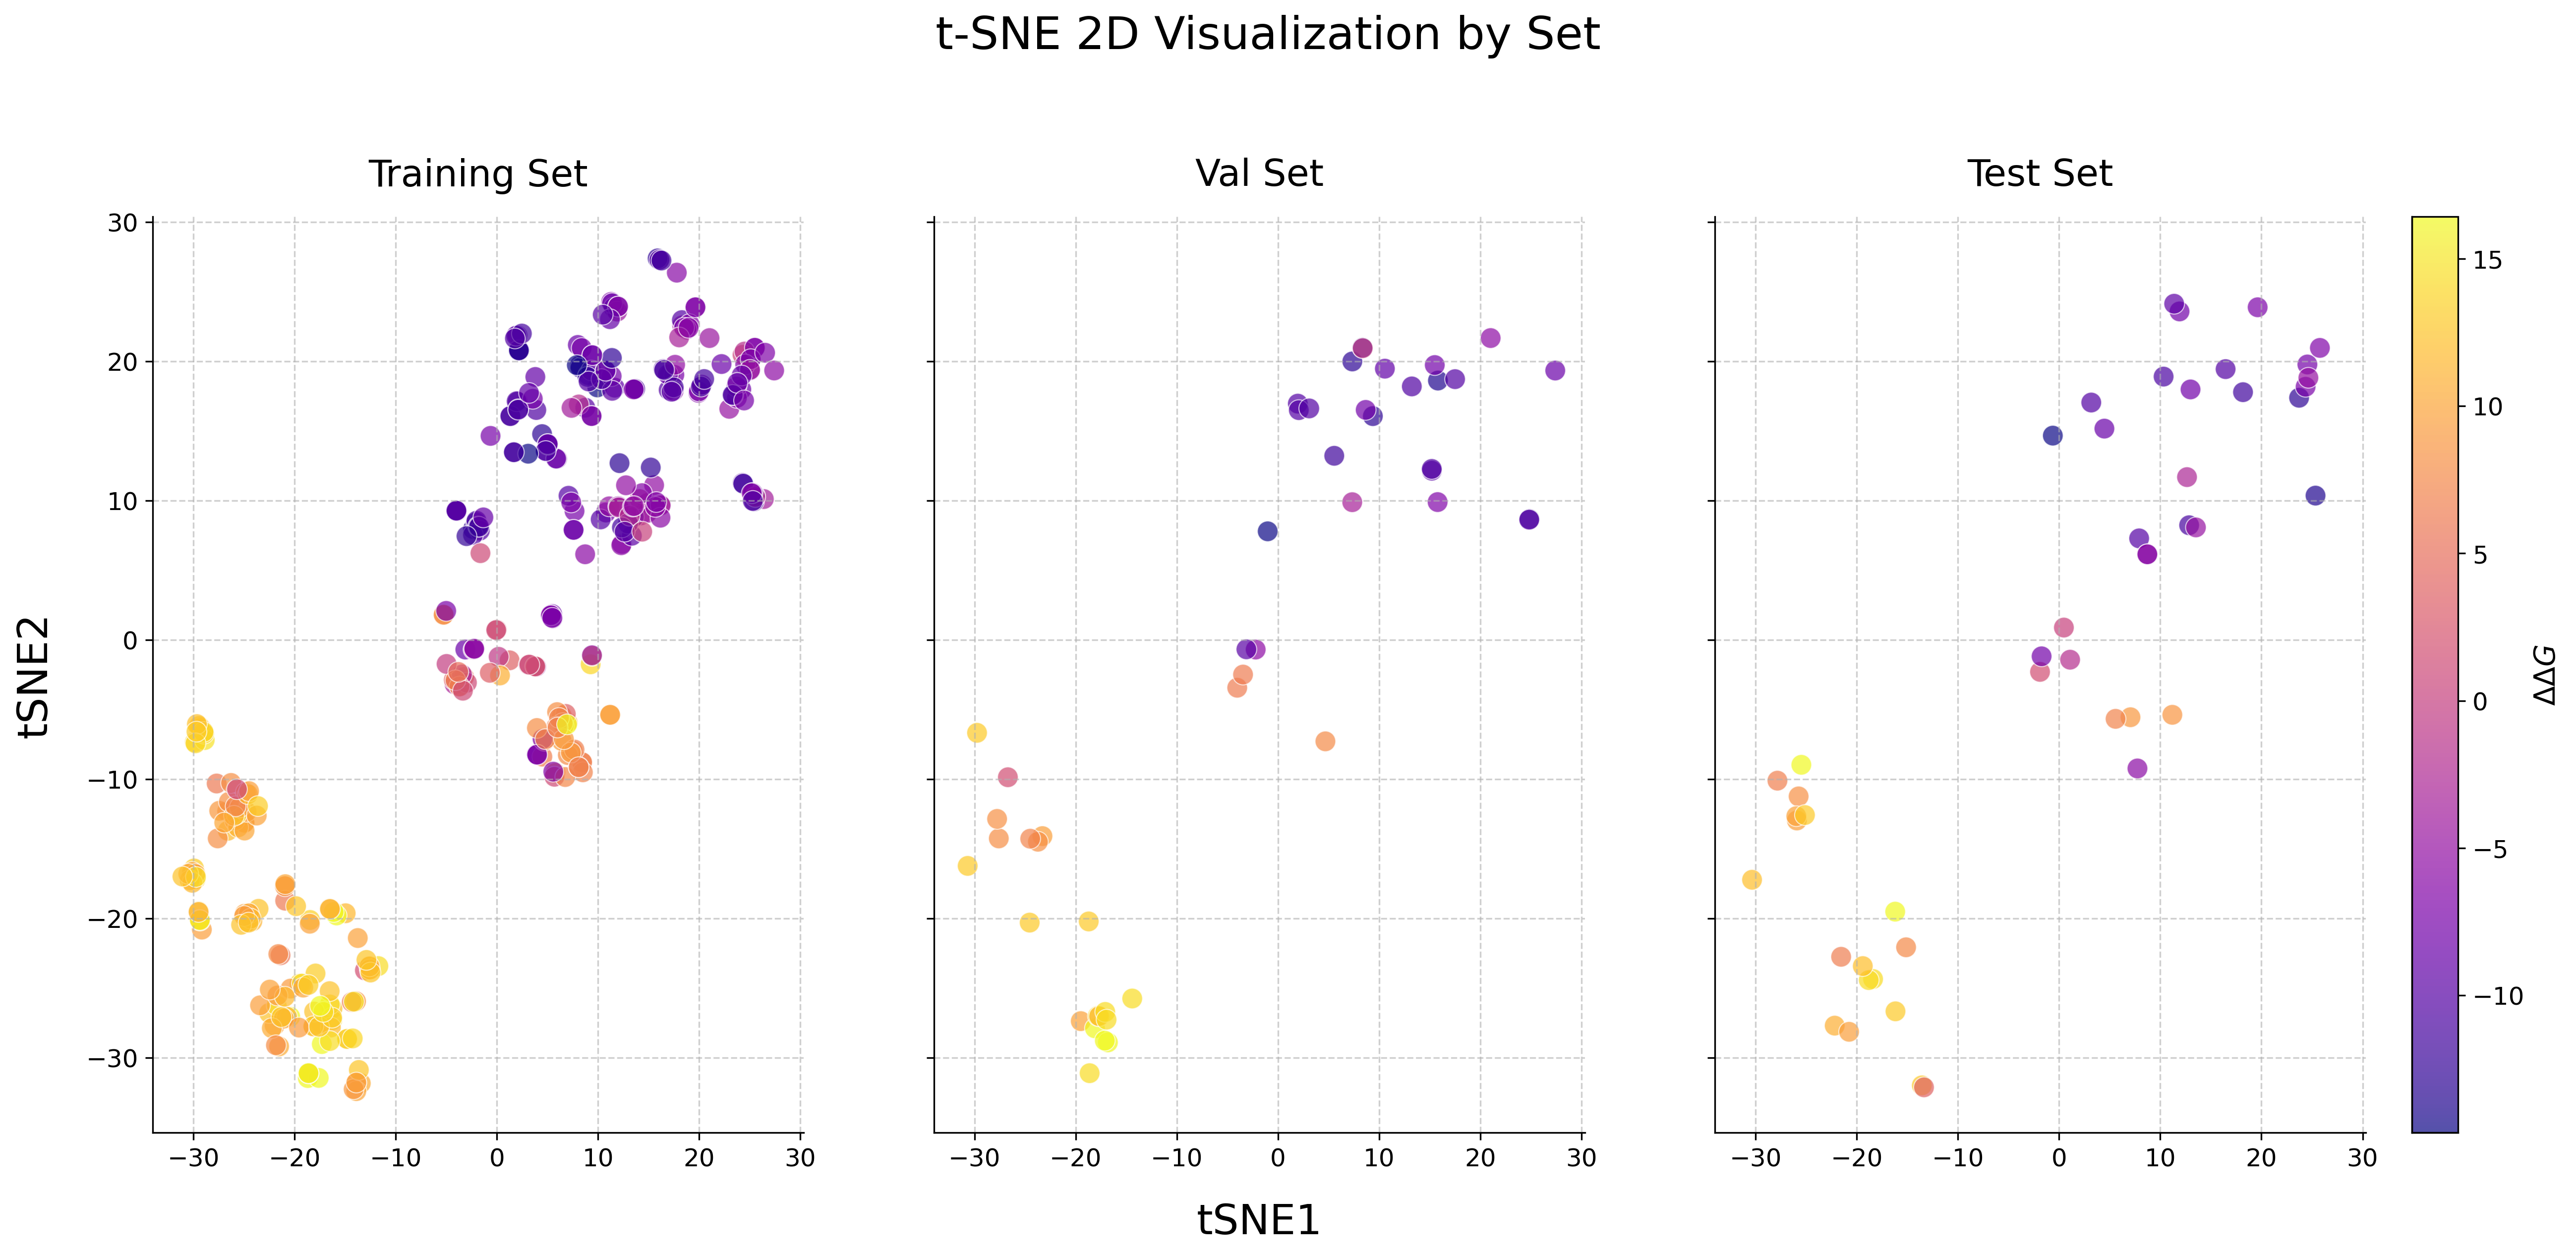 t-SNE 2D Visualization by Set
Training Set
Val Set
Test Set
30
20
10
0
−10
−20
−30
tSNE2
−30 −20 −10 0 10 20 30
−30 −20 −10 0 10 20 30
−30 −20 −10 0 10 20 30
tSNE1
15
10
5
0
−5
−10
ΔΔG